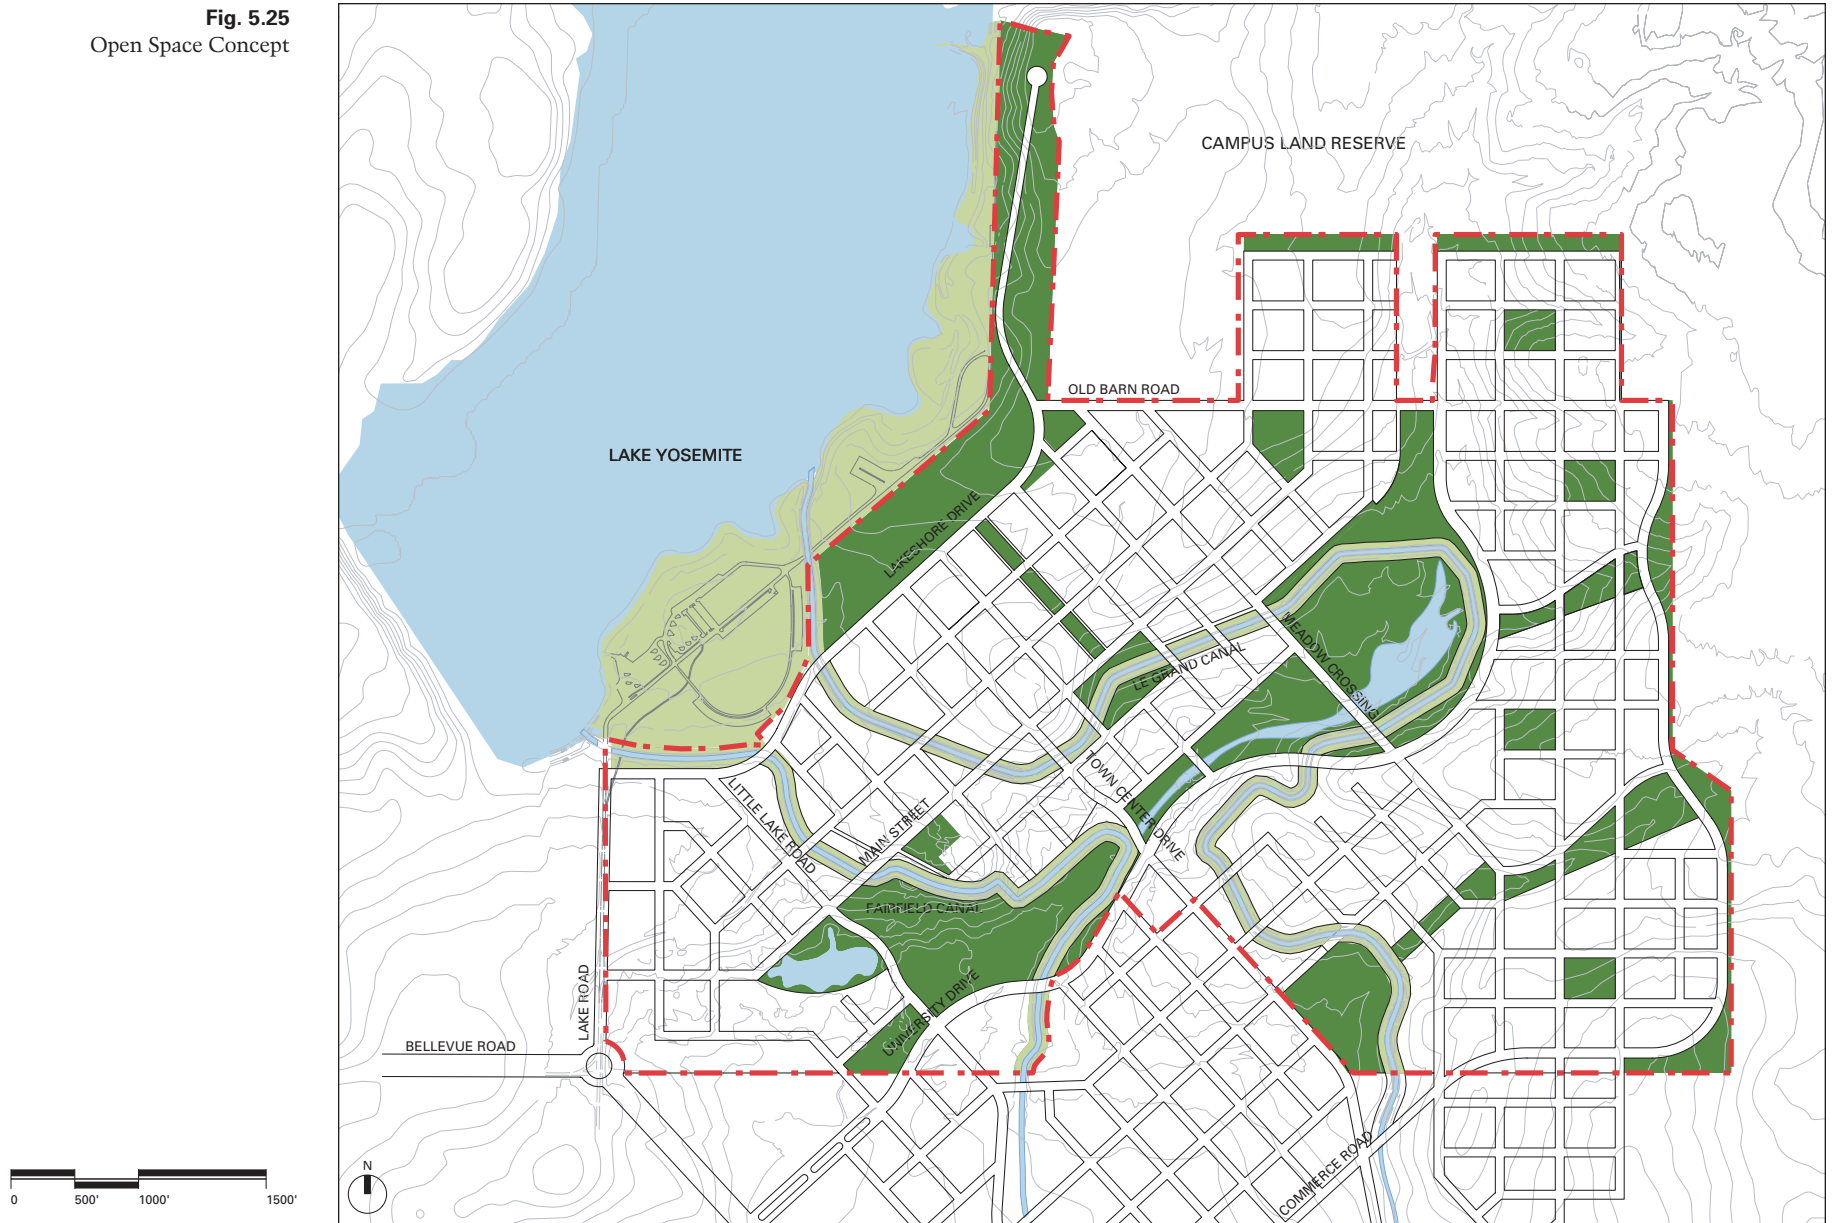 Fig. 5.25
Open Space Concept
CAMPUS LAND RESERVE
OLD BARN ROAD
LAKE YOSEMITE
LAKESHORE DRIVE
MEADOW CROSSING
LE GRAND CANAL
TOWN CENTER DRIVE
LITTLE LAKE ROAD
MAIN STREET
FAIRFIELD CANAL
UNIVERSITY DRIVE
LAKE ROAD
BELLEVUE ROAD
COMMERCE ROAD
N
0 500' 1000' 1500'